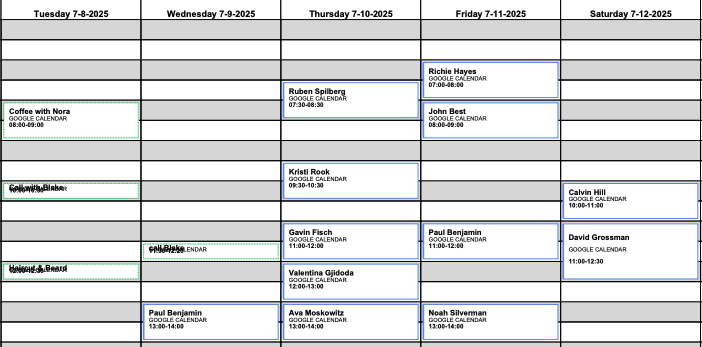 Tuesday 7-8-2025
Wednesday 7-9-2025
Thursday 7-10-2025
Friday 7-11-2025
Saturday 7-12-2025
Coffee with Nora
GOOGLE CALENDAR
08:00-09:00
Call with Blake
Haircut & Beard
call Blake
Paul Benjamin
GOOGLE CALENDAR
13:00-14:00
Ruben Spilberg
GOOGLE CALENDAR
07:30-08:30
Kristi Rook
GOOGLE CALENDAR
09:30-10:30
Gavin Fisch
GOOGLE CALENDAR
11:00-12:00
Valentina Gjidoda
GOOGLE CALENDAR
12:00-13:00
Ava Moskowitz
GOOGLE CALENDAR
13:00-14:00
Richie Hayes
GOOGLE CALENDAR
07:00-08:00
John Best
GOOGLE CALENDAR
08:00-09:00
Paul Benjamin
GOOGLE CALENDAR
11:00-12:00
Noah Silverman
GOOGLE CALENDAR
13:00-14:00
Calvin Hill
GOOGLE CALENDAR
10:00-11:00
David Grossman
GOOGLE CALENDAR
11:00-12:30